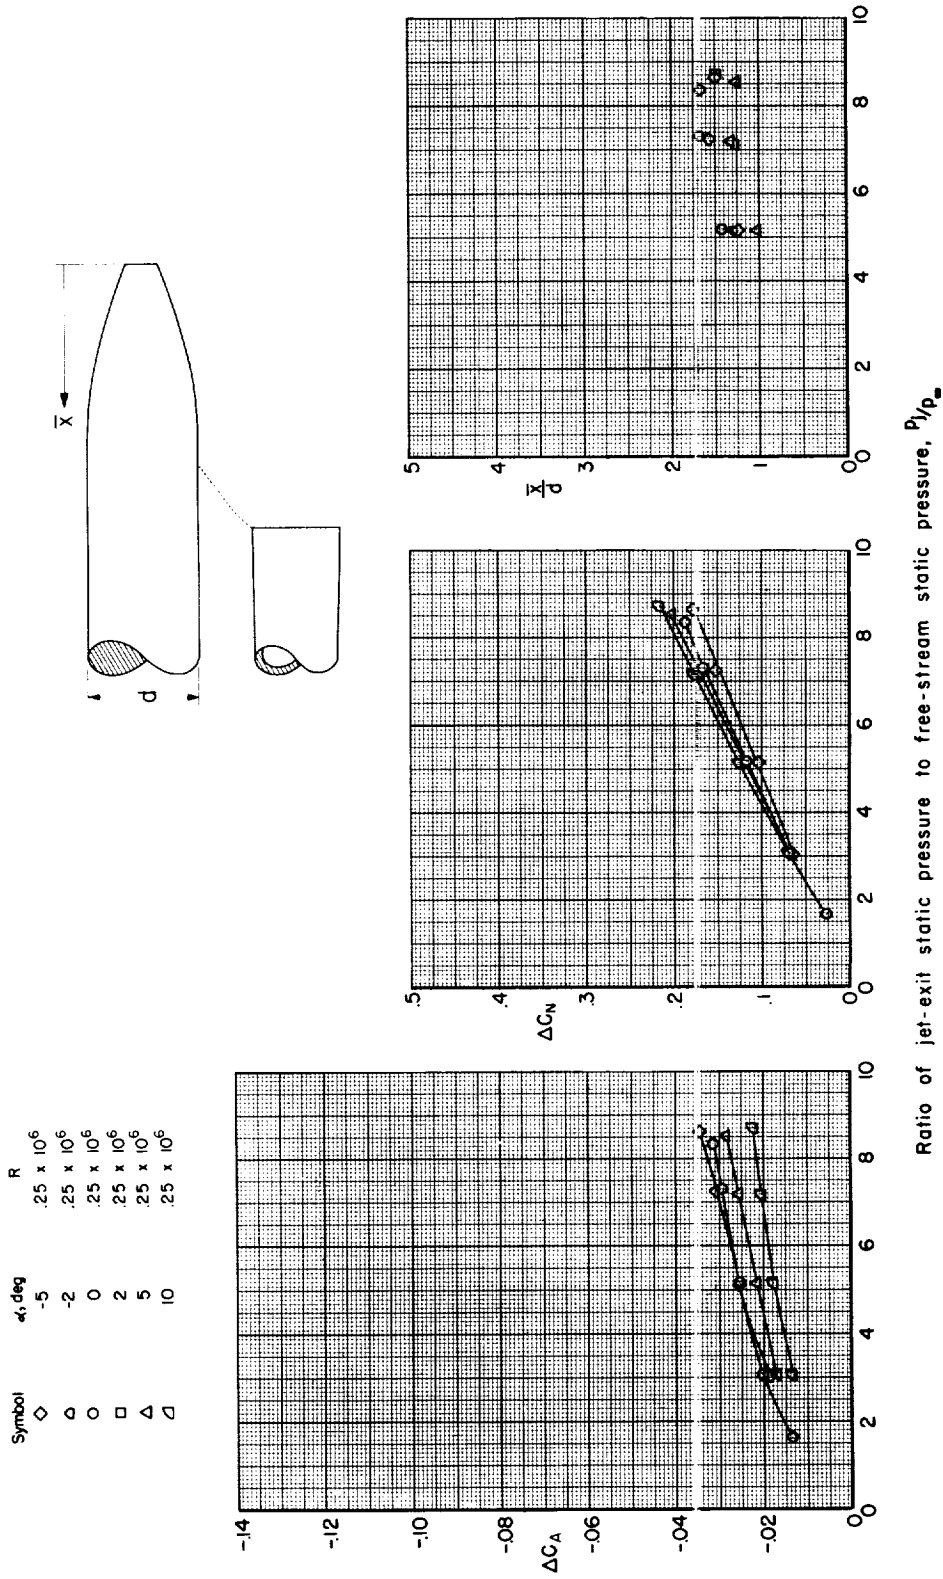 Symbol α, deg R
-5 .25 x 10⁶
-2 .25 x 10⁶
0 .25 x 10⁶
2 .25 x 10⁶
5 .25 x 10⁶
10 .25 x 10⁶
x̄
d
-.14
-.12
-.10
-.08
-.06
-.04
-.02
0
ΔC_A
0 2 4 6 8 10
.5
.4
.3
.2
.1
0
ΔC_N
0 2 4 6 8 10
5
4
3
2
1
0
x̄/d
0 2 4 6 8 10
Ratio of jet-exit static pressure to free-stream static pressure, p_j/p_∞